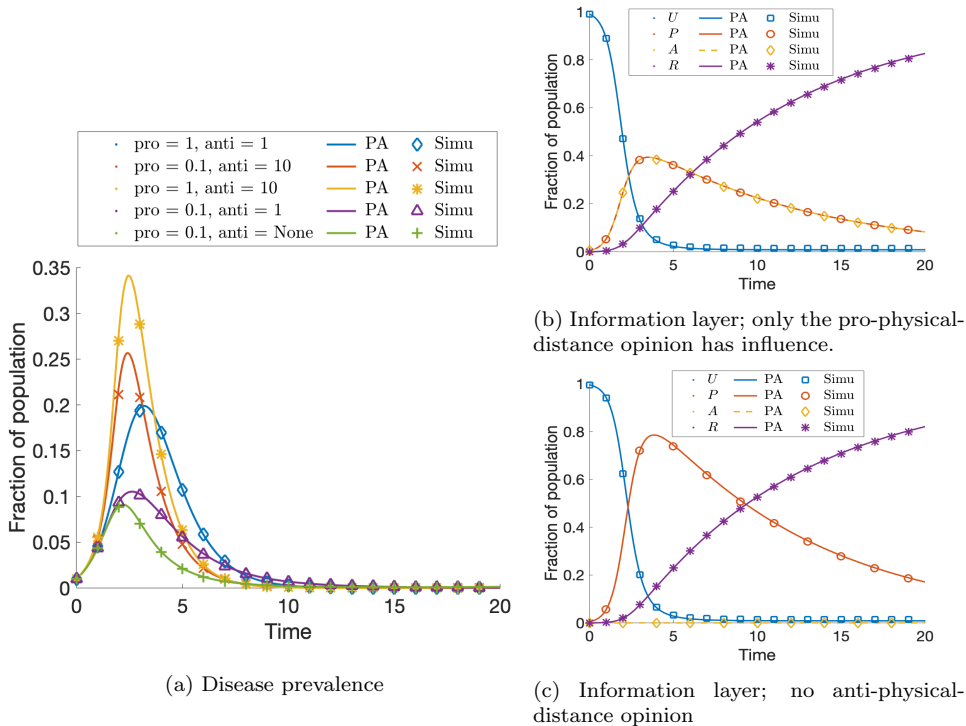 pro = 1, anti = 1 PA Simu
pro = 0.1, anti = 10 PA Simu
pro = 1, anti = 10 PA Simu
pro = 0.1, anti = 1 PA Simu
pro = 0.1, anti = None PA Simu
0.35
0.3
0.25
0.2
0.15
0.1
0.05
0
Fraction of population
0 5 10 15 20
Time
(a) Disease prevalence
U PA Simu
P PA Simu
A PA Simu
R PA Simu
1
0.8
0.6
0.4
0.2
0
Fraction of population
0 5 10 15 20
Time
(b) Information layer; only the pro-physical-
distance opinion has influence.
U PA Simu
P PA Simu
A PA Simu
R PA Simu
1
0.8
0.6
0.4
0.2
0
Fraction of population
0 5 10 15 20
Time
(c) Information layer; no anti-physical-
distance opinion